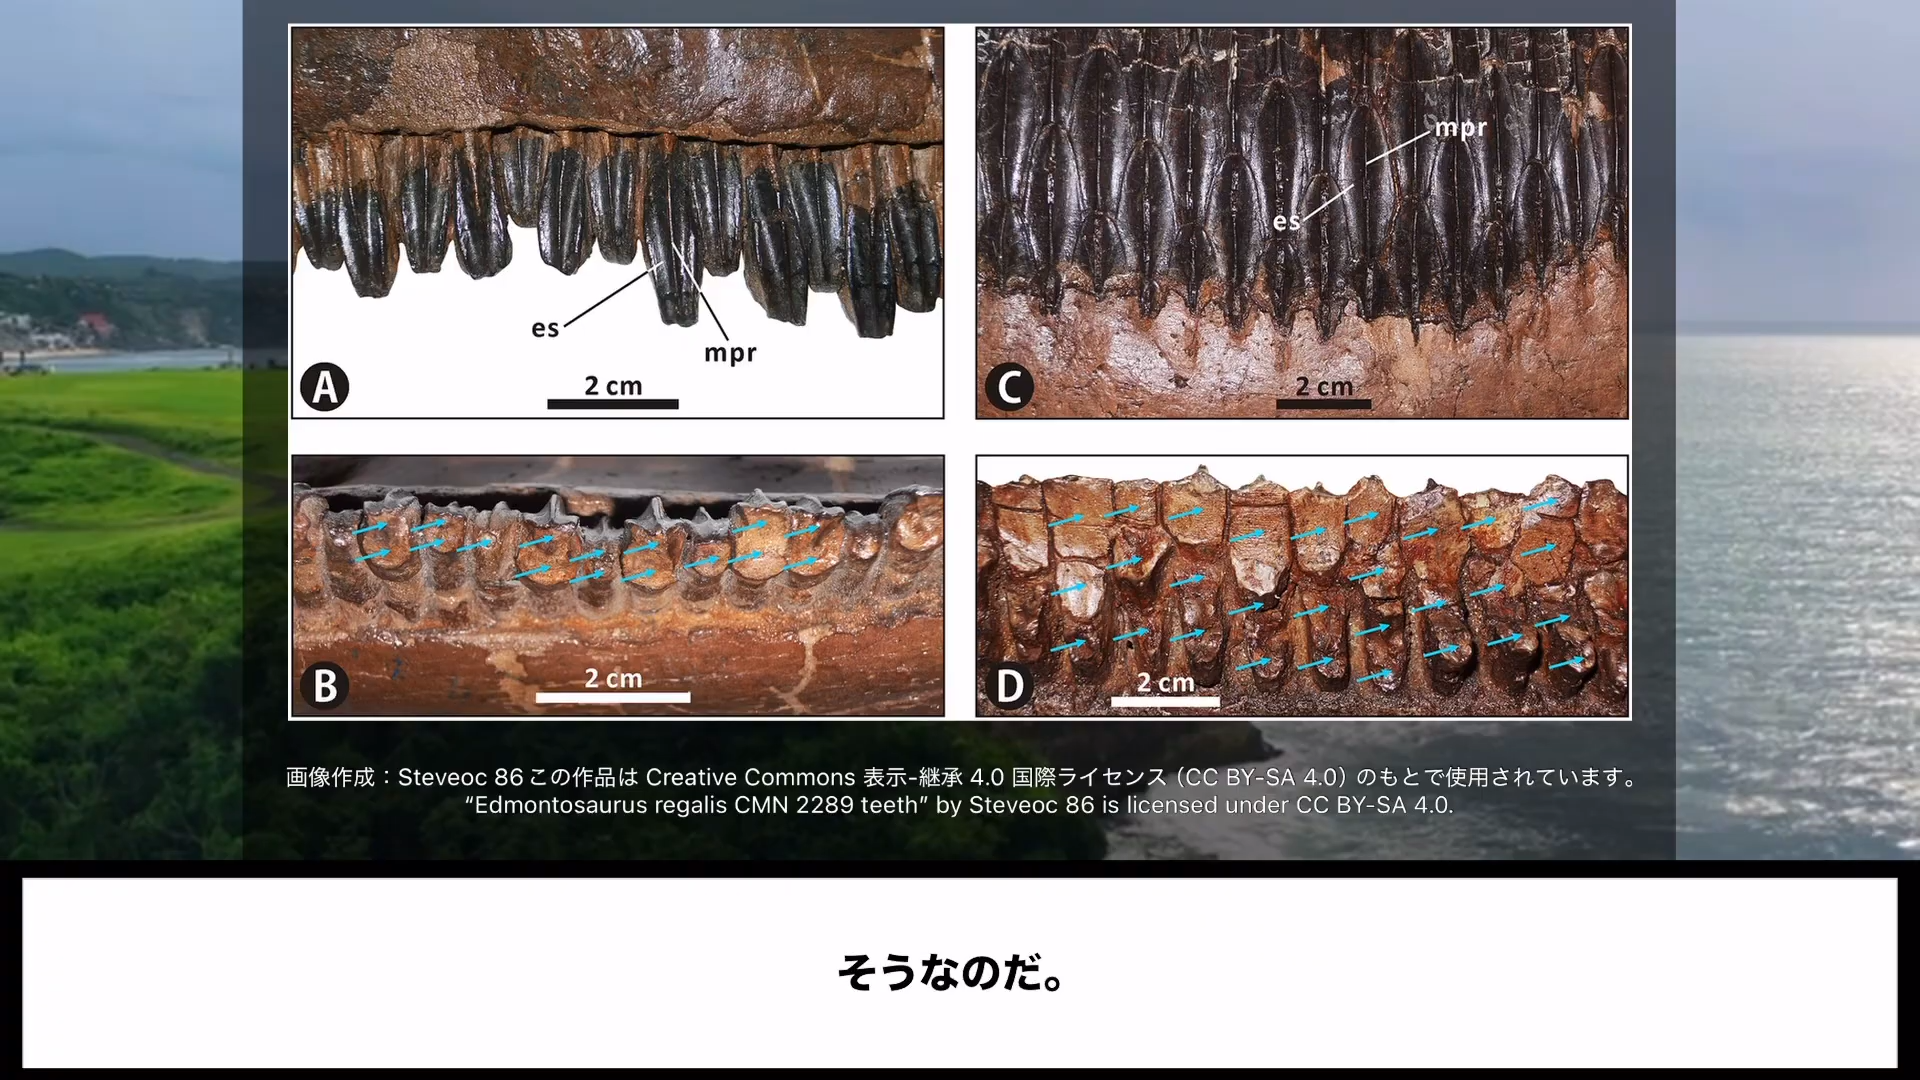 es
mpr
A
2 cm
mpr
es
C
2 cm
B
2 cm
D
2 cm
画像作成：Steveoc 86この作品は Creative Commons 表示-継承 4.0 国際ライセンス（CC BY-SA 4.0）のもとで使用されています。
“Edmontosaurus regalis CMN 2289 teeth” by Steveoc 86 is licensed under CC BY-SA 4.0.
そうなのだ。